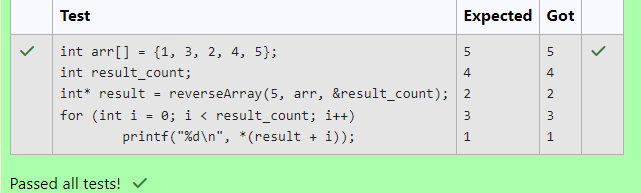 Test Expected Got
int arr[] = {1, 3, 2, 4, 5}; 5 5
int result_count; 4 4
int* result = reverseArray(5, arr, &result_count); 2 2
for (int i = 0; i < result_count; i++) 3 3
        printf("%d\n", *(result + i)); 1 1
Passed all tests!